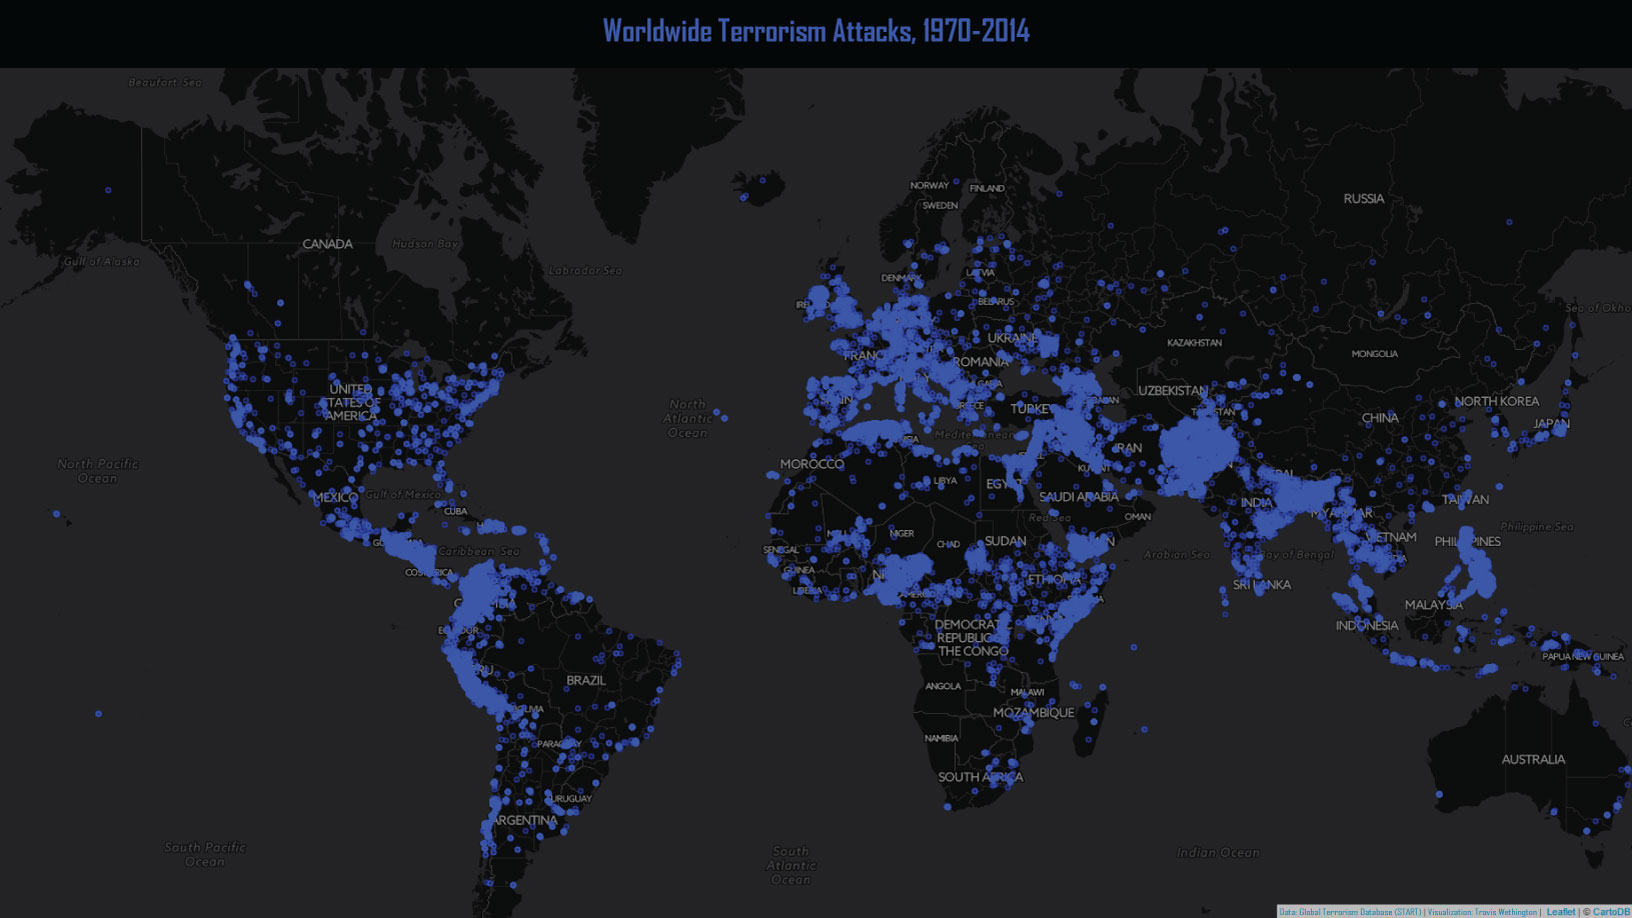 Worldwide Terrorism Attacks, 1970-2014
Beaufort Sea
NORWAY
FINLAND
RUSSIA
SWEDEN
CANADA
Hudson Bay
Gulf of Alaska
Labrador Sea
LATVIA
DENMARK
BELARUS
Sea of Okho
UKRAINE
KAZAKHSTAN
FRANC
MONGOLIA
ROMANIA
UNITED
STATES OF
AMERICA
UZBEKISTAN
NORTH KOREA
North
Atlantic
Ocean
TURKEY
CHINA
JAPAN
Mediterranean
IRAN
MOROCCO
North Pacific
Ocean
LIBYA
EGY
KUWAIT
SAUDI ARABIA
MEXICO
Gulf of Mexico
CUBA
INDIA
TAIWAN
MYANMAR
OMAN
Red Sea
Philippine Sea
NIGER
CHAD
SUDAN
VIETNAM
PHILIPPINES
Caribbean Sea
SENEGAL
Arabian Sea
Bay of Bengal
COSTA RICA
GUINEA
ETHIOPIA
SRI LANKA
LIBERIA
MALAYSIA
ECUADOR
DEMOCRATIC
REPUBLIC
THE CONGO
INDONESIA
PAPUA NEW GUINEA
BRAZIL
ANGOLA
MALAWI
BOLIVIA
MOZAMBIQUE
NAMIBIA
PARAGUAY
AUSTRALIA
SOUTH AFRICA
URUGUAY
ARGENTINA
South Pacific
Ocean
South
Atlantic
Ocean
Indian Ocean
Data: Global Terrorism Database (START) | Visualization: Travis Wethington | Leaflet | © CartoDB